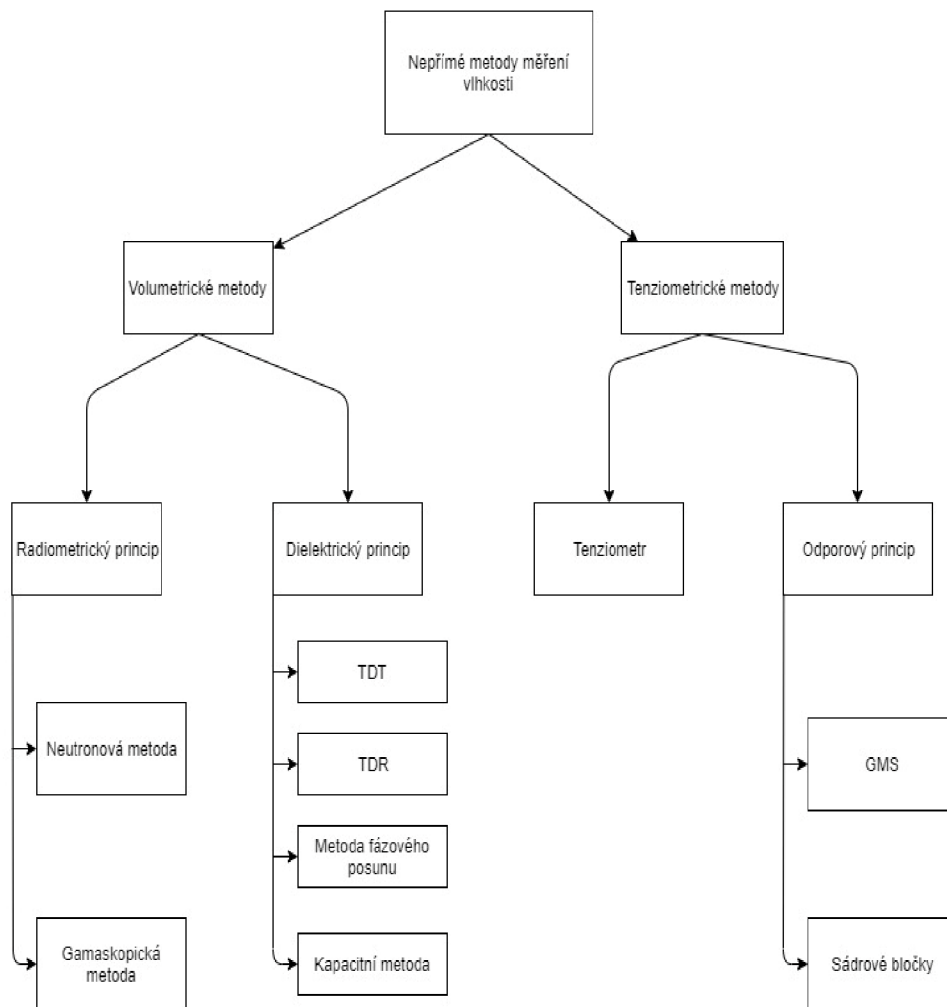 Nepřímé metody měření
vlhkosti
Volumetrické metody
Tenziometrické metody
Radiometrický princip
Dielektrický princip
Tenziometr
Odporový princip
TDT
Neutronová metoda
TDR
GMS
Metoda fázového
posunu
Gamaskopická
metoda
Kapacitní metoda
Sádrové bločky